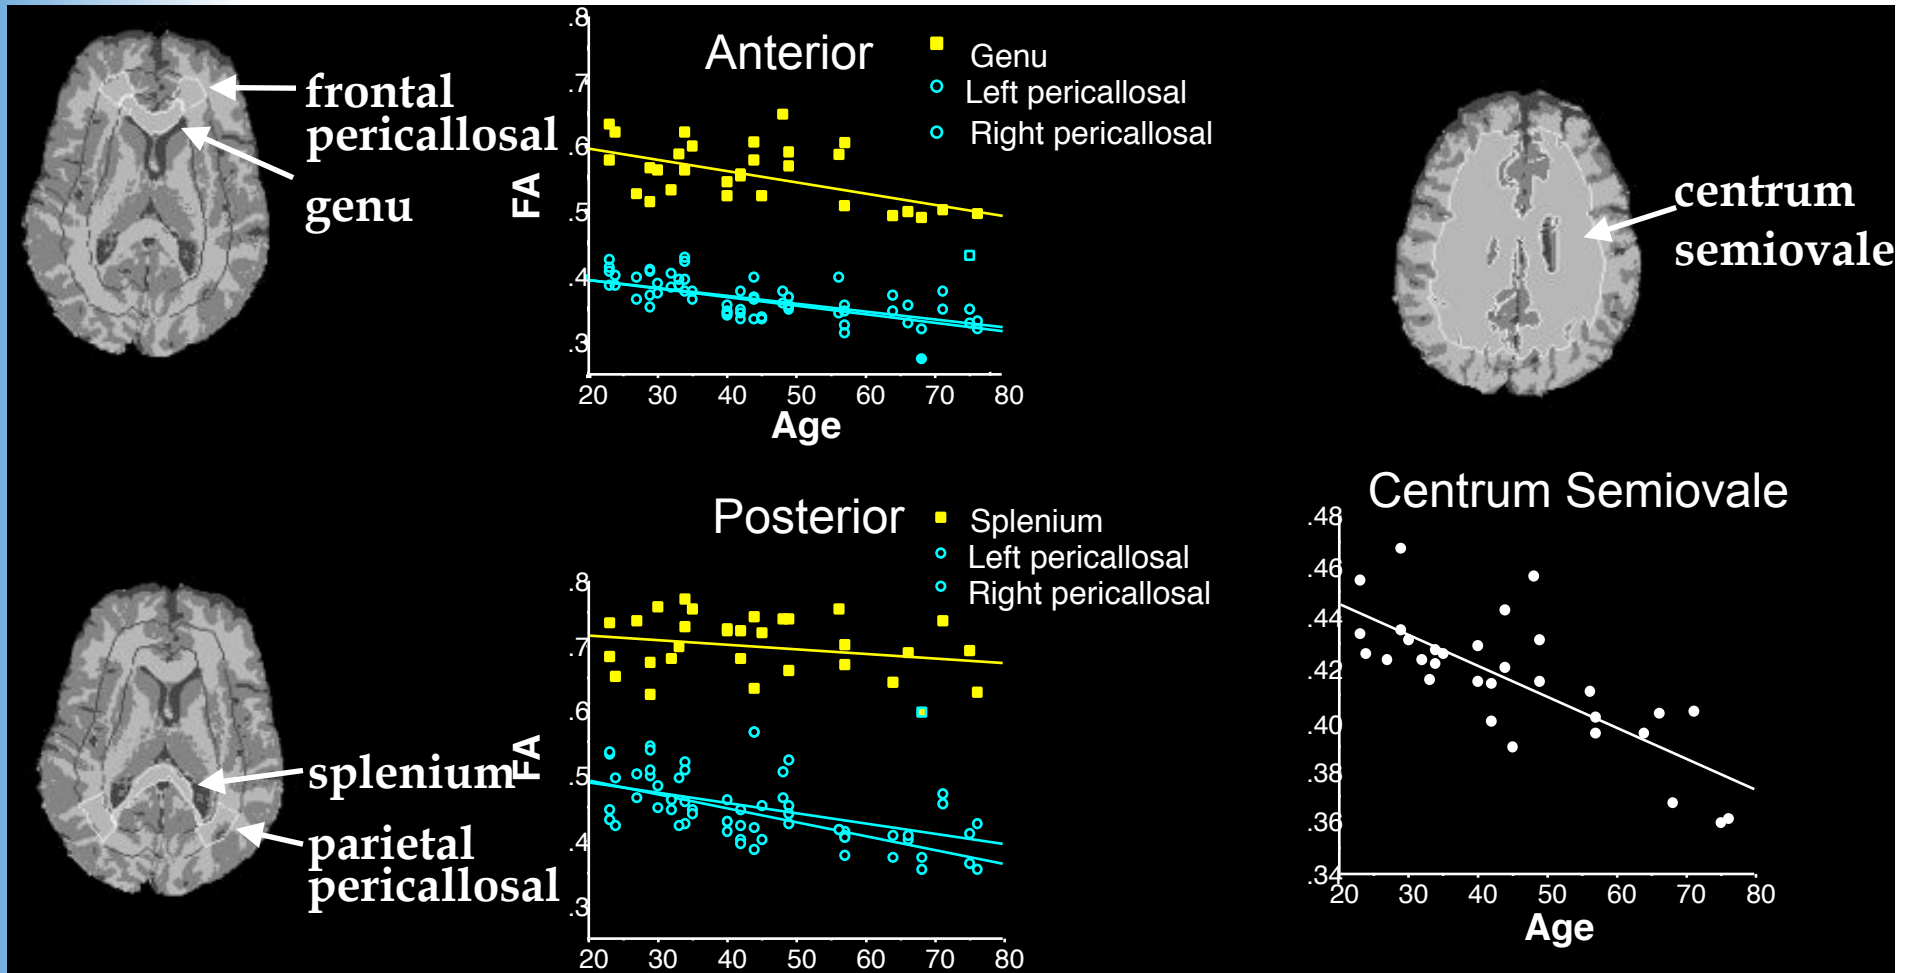 frontal
pericallosal
genu
Anterior
Genu
Left pericallosal
Right pericallosal
.8
.7
.6
.5
.4
.3
FA
20 30 40 50 60 70 80
Age
centrum
semiovale
splenium
parietal
pericallosal
Posterior
Splenium
Left pericallosal
Right pericallosal
.8
.7
.6
.5
.4
.3
FA
20 30 40 50 60 70 80
Centrum Semiovale
.48
.46
.44
.42
.40
.38
.36
.34
20 30 40 50 60 70 80
Age